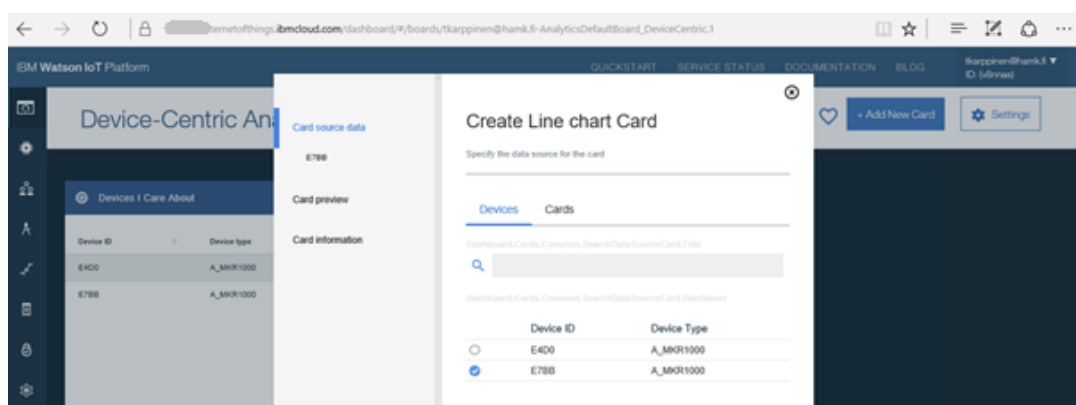 ternetofthings.ibmcloud.com/dashboard/#/boards/tkarppinen@hamk.fi-AnalyticsDefaultBoard_DeviceCentric.1
IBM Watson IoT Platform
QUICKSTART SERVICE STATUS DOCUMENTATION BLOG
tkarppinen@hamk.fi
ID:
Device-Centric An
+ Add New Card
Settings
Card source data
E7BB
Card preview
Card information
Create Line chart Card
Specify the data source for the card
Devices Cards
Dashboard.Cards.Common.SearchDataSourceCard.Title
Dashboard.Cards.Common.SearchDataSourceCard.Disclaimer
Device ID Device Type
E4D0 A_MKR1000
E7BB A_MKR1000
Devices I Care About
Device ID Device type
E4D0 A_MKR1000
E7BB A_MKR1000